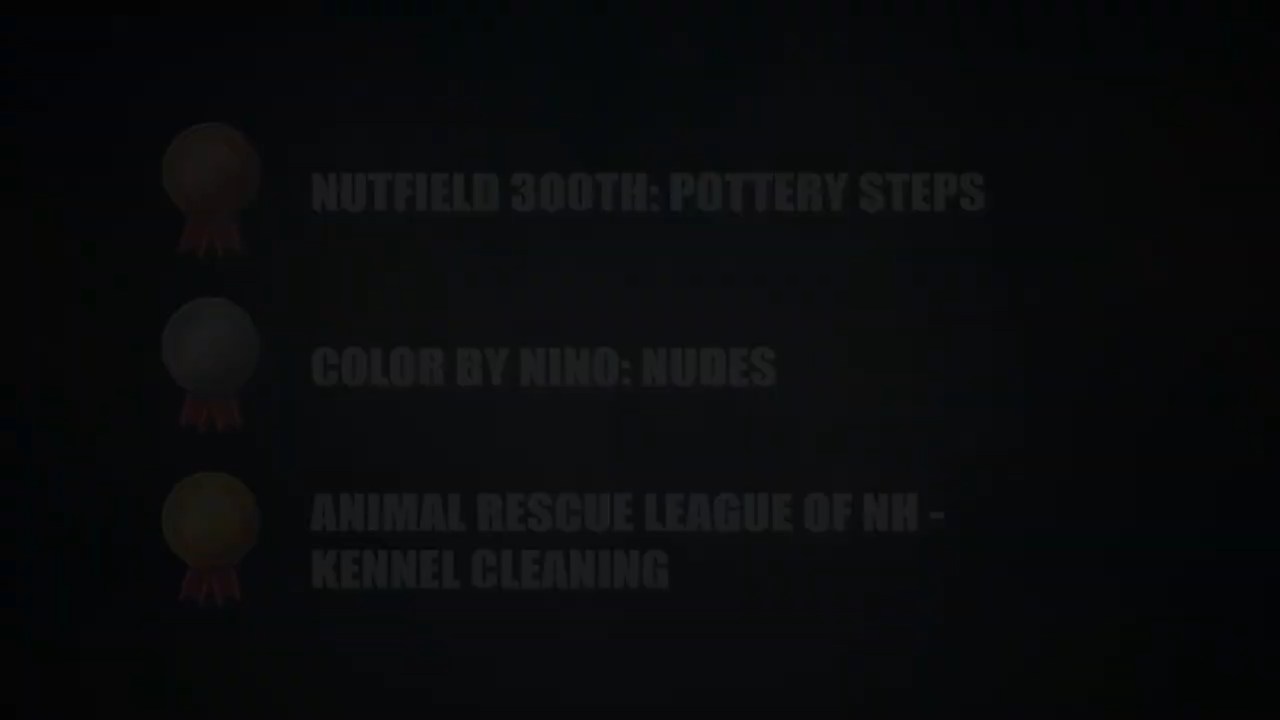 NUTFIELD 300TH: POTTERY STEPS
COLOR BY NINO: NUDES
ANIMAL RESCUE LEAGUE OF NH -
KENNEL CLEANING